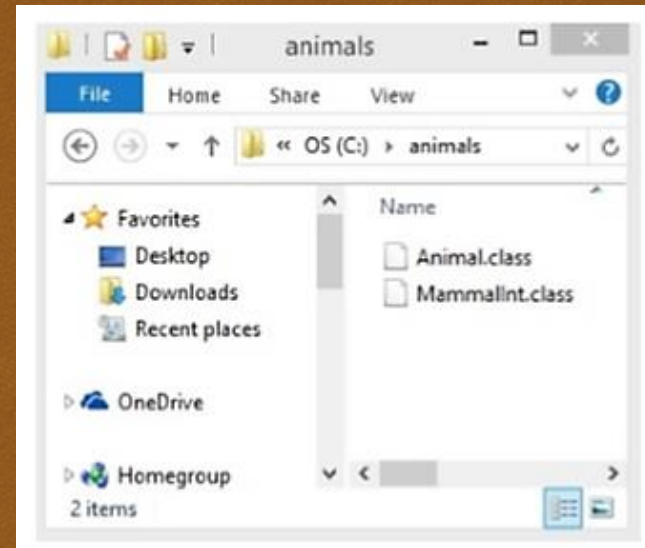 animals
File Home Share View
« OS (C:) › animals
Favorites
Desktop
Downloads
Recent places
OneDrive
Homegroup
2 items
Name
Animal.class
MammalInt.class